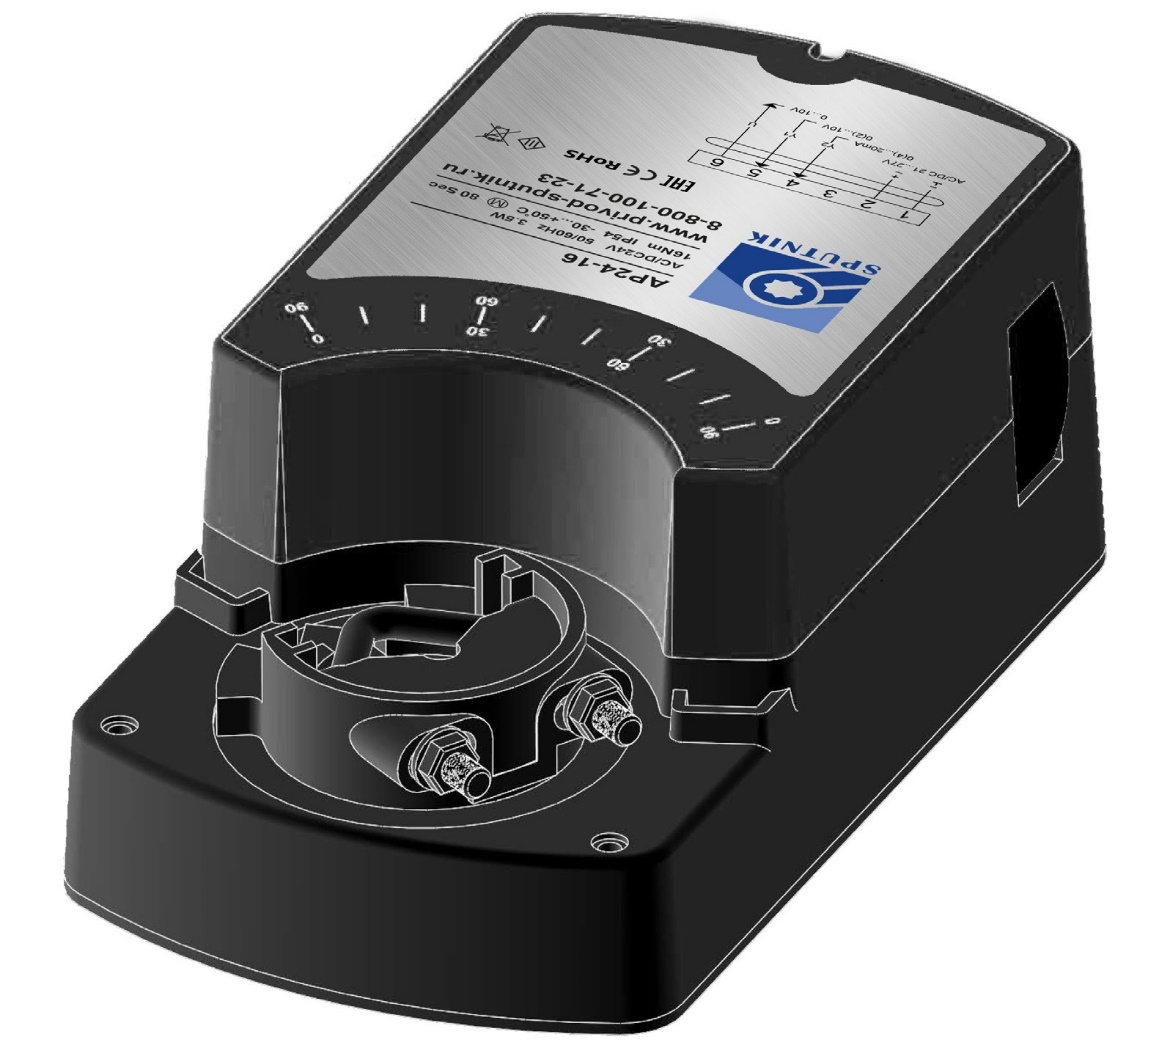 SPUTNIK
AP24-16
AC/DC24V 50/60Hz 3.5W
16Nm IP54 -30...+50°C M 80 Sec
www.privod-sputnik.ru
8-800-100-71-23
EAC CE RoHS
1 2 3 4 5 6
⊥ ~ +
Y2 Y1 U
AC/DC 21...27V
0(4)...20mA
0(2)...10V
0...10V
0 30 60 90
90 60 30 0